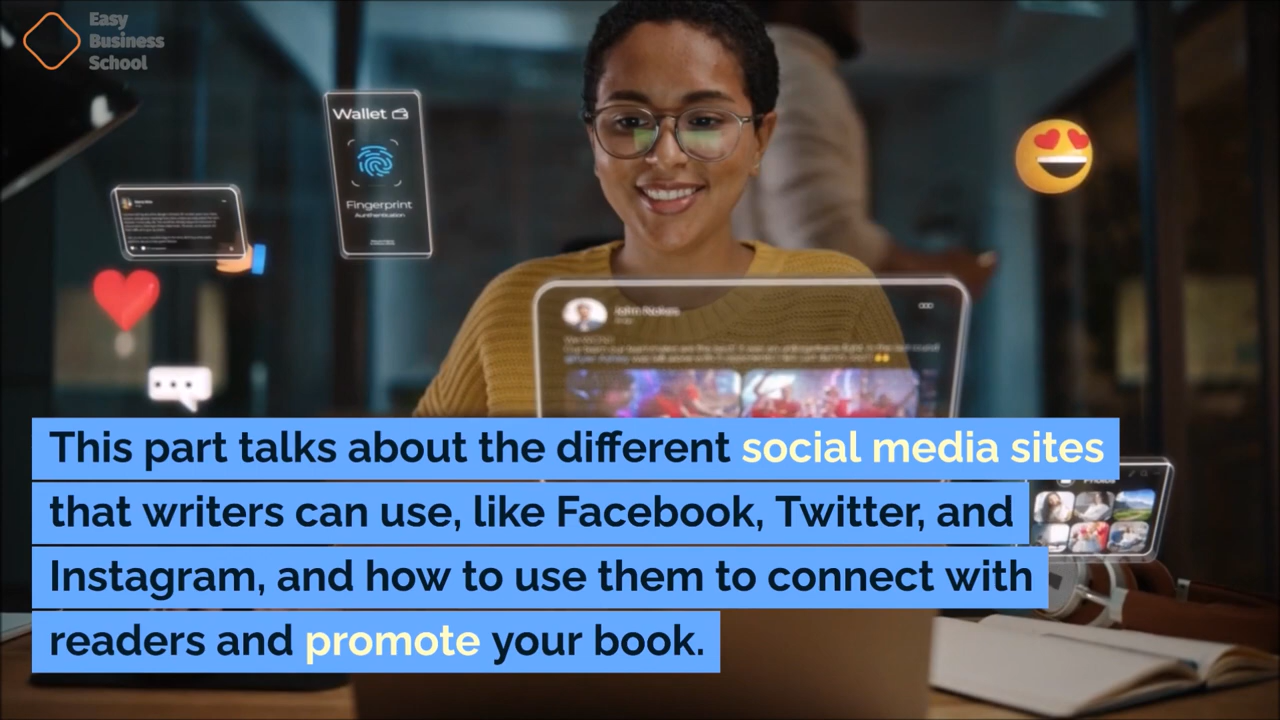 Easy
Business
School
Wallet
Fingerprint
This part talks about the different social media sites
that writers can use, like Facebook, Twitter, and
Instagram, and how to use them to connect with
readers and promote your book.